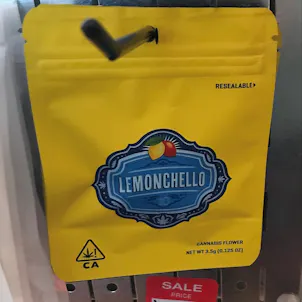 RESEALABLE
LEMONCHELLO
CANNABIS FLOWER
NET WT 3.5g (0.125 OZ)
CA
SALE
PRICE